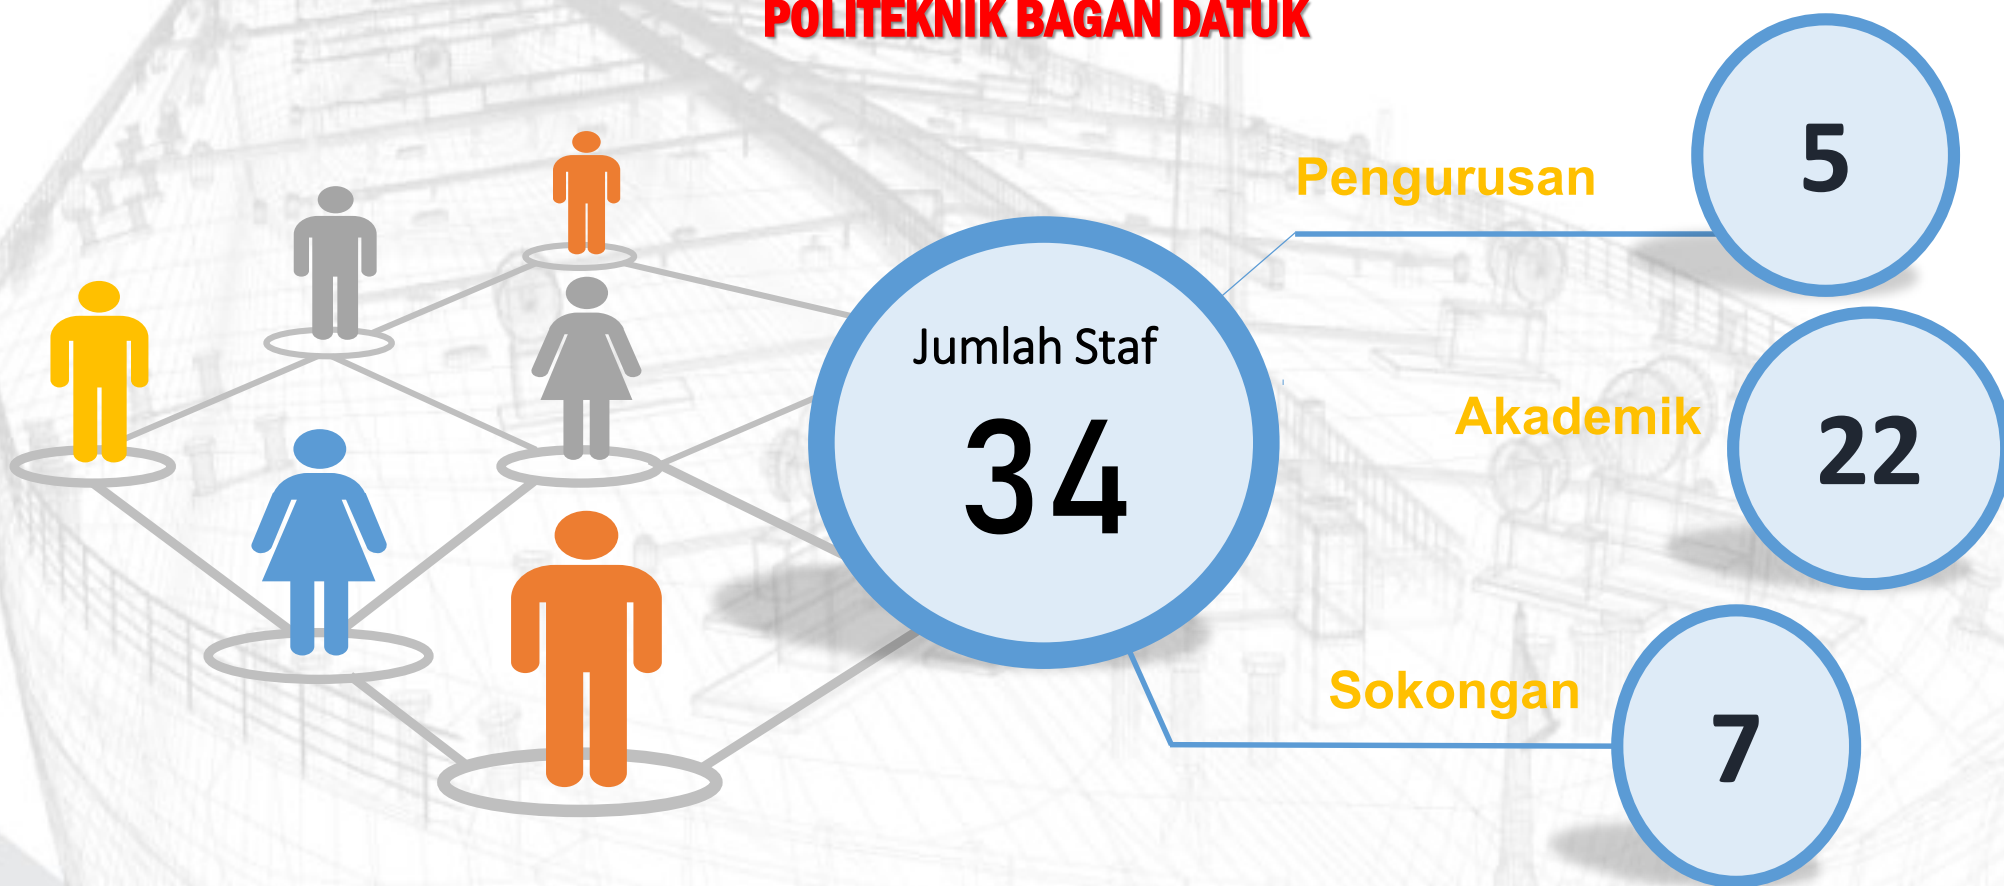 POLITEKNIK BAGAN DATUK
Jumlah Staf
34
Pengurusan
5
Akademik
22
Sokongan
7